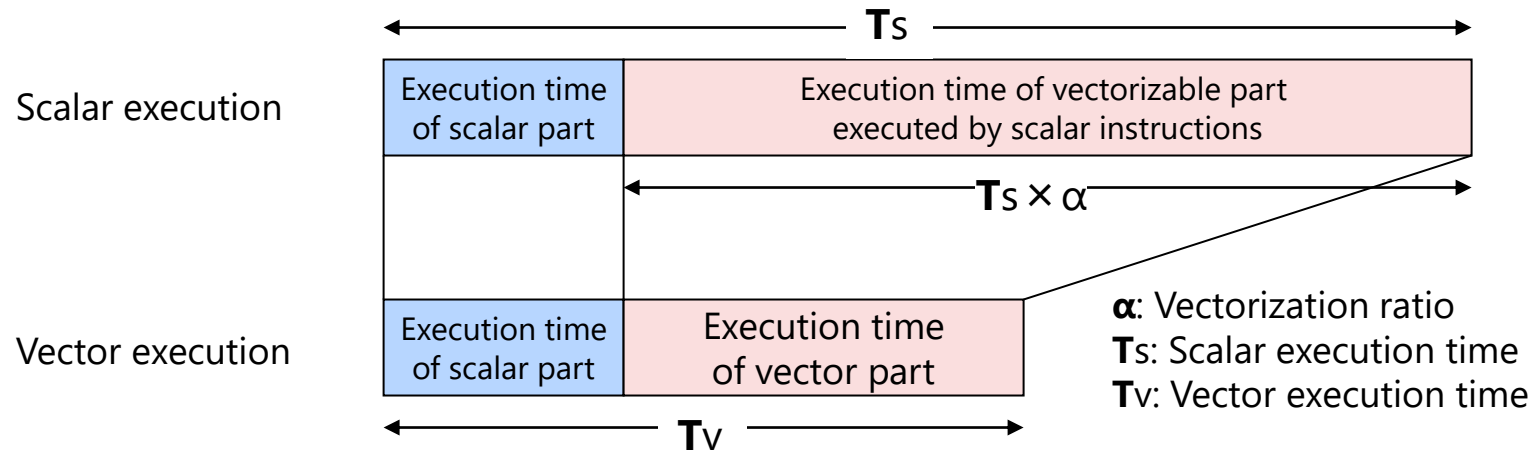 Ts
Scalar execution
Execution time
of scalar part
Execution time of vectorizable part
executed by scalar instructions
Ts×α
Vector execution
Execution time
of scalar part
Execution time
of vector part
α: Vectorization ratio
Ts: Scalar execution time
Tv: Vector execution time
Tv